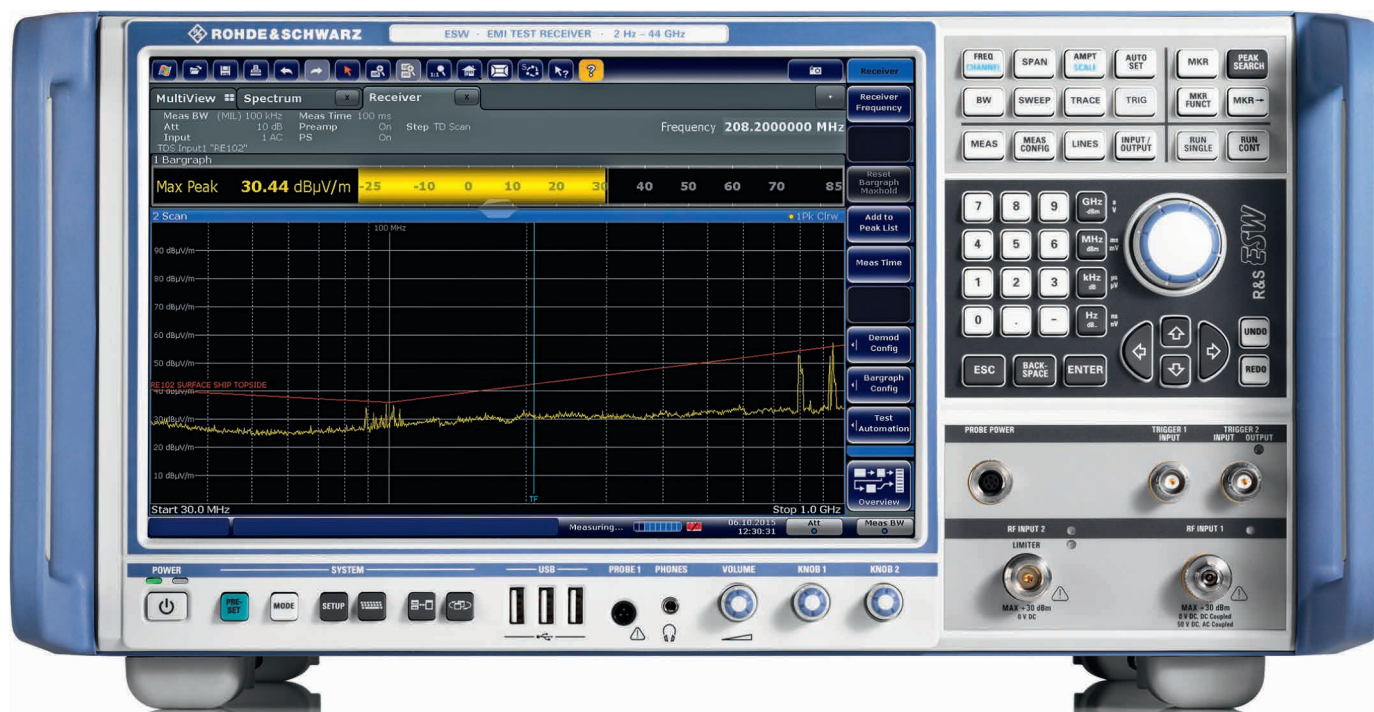 ROHDE&SCHWARZ
ESW · EMI TEST RECEIVER · 2 Hz – 44 GHz
Receiver
MultiView Spectrum x Receiver x
Meas BW (MIL) 100 kHz Meas Time 100 ms
Att 10 dB Preamp On Step TD Scan
Input 1 AC PS On
TDS Input1 "RE102"
Frequency 208.2000000 MHz
1 Bargraph
Max Peak 30.44 dBµV/m -25 -10 0 10 20 30 40 50 60 70 85
2 Scan 1Pk Clrw
100 MHz
90 dBµV/m
80 dBµV/m
70 dBµV/m
60 dBµV/m
50 dBµV/m
RE102 SURFACE SHIP TOPSIDE
40 dBµV/m
30 dBµV/m
20 dBµV/m
10 dBµV/m
TF
Start 30.0 MHz Stop 1.0 GHz
Measuring... 06.10.2015
12:30:31
Att
Meas BW
Receiver
Frequency
Reset
Bargraph
Maxhold
Add to
Peak List
Meas Time
Demod
Config
Bargraph
Config
Test
Automation
Overview
FREQ
CHANNEL
SPAN
AMPT
SCALE
AUTO
SET
MKR
PEAK
SEARCH
BW
SWEEP
TRACE
TRIG
MKR
FUNCT
MKR→
MEAS
MEAS
CONFIG
LINES
INPUT /
OUTPUT
RUN
SINGLE
RUN
CONT
7 8 9 GHz
-dBm
s
V
4 5 6 MHz
dBm
ms
mV
1 2 3 kHz
dB
µs
µV
0 . - Hz
dB..
ns
nV
ESC
BACK-
SPACE
ENTER
UNDO
REDO
R&S ESW
PROBE POWER
TRIGGER 1
INPUT
TRIGGER 2
INPUT OUTPUT
RF INPUT 2
LIMITER
MAX +30 dBm
0 V DC
RF INPUT 1
MAX +30 dBm
0 V DC, DC Coupled
50 V DC, AC Coupled
POWER
SYSTEM
USB
PROBE 1
PHONES
VOLUME
KNOB 1
KNOB 2
PRE-
SET
MODE
SETUP